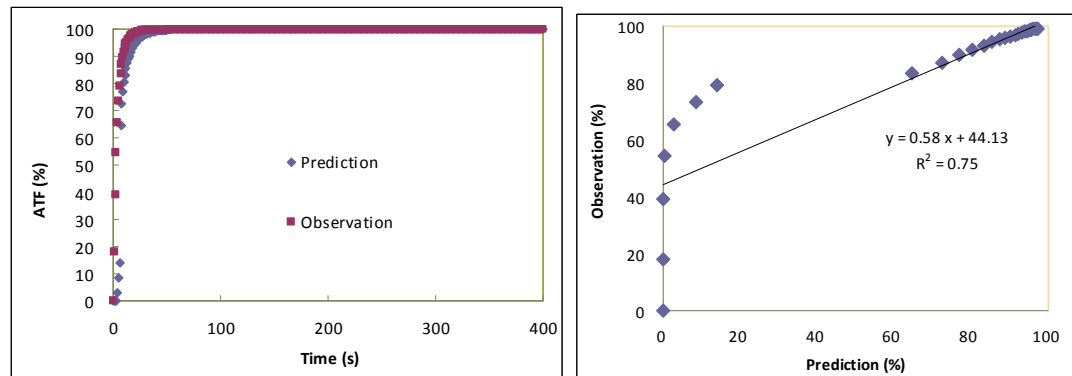 100
90
80
70
60
50
40
30
20
10
0
ATF (%)
Prediction
Observation
0 100 200 300 400
Time (s)
100
80
60
40
20
0
Observation (%)
y = 0.58 x + 44.13
R² = 0.75
0 20 40 60 80 100
Prediction (%)